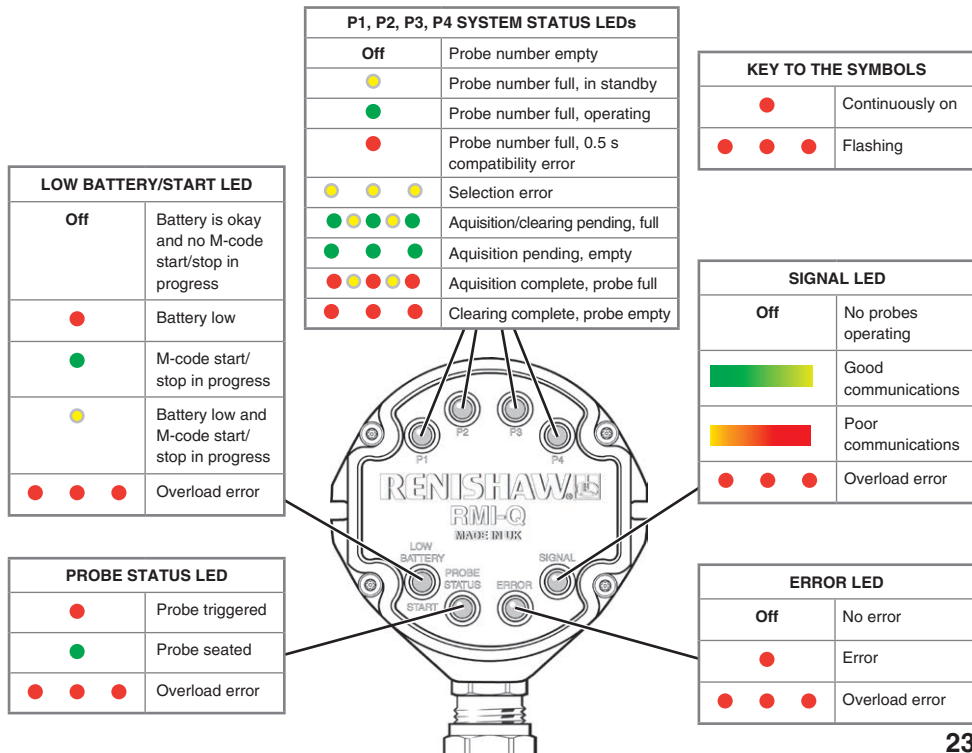 P1, P2, P3, P4 SYSTEM STATUS LEDs
Off
Probe number empty
Probe number full, in standby
Probe number full, operating
Probe number full, 0.5 s
compatibility error
Selection error
Aquisition/clearing pending, full
Aquisition pending, empty
Aquisition complete, probe full
Clearing complete, probe empty
KEY TO THE SYMBOLS
Continuously on
Flashing
LOW BATTERY/START LED
Off
Battery is okay
and no M-code
start/stop in
progress
Battery low
M-code start/
stop in progress
Battery low and
M-code start/
stop in progress
Overload error
SIGNAL LED
Off
No probes
operating
Good
communications
Poor
communications
Overload error
P1
P2
P3
P4
RENISHAW
RMI-Q
MADE IN UK
LOW
BATTERY
SIGNAL
PROBE
STATUS
ERROR
START
PROBE STATUS LED
Probe triggered
Probe seated
Overload error
ERROR LED
Off
No error
Error
Overload error
23